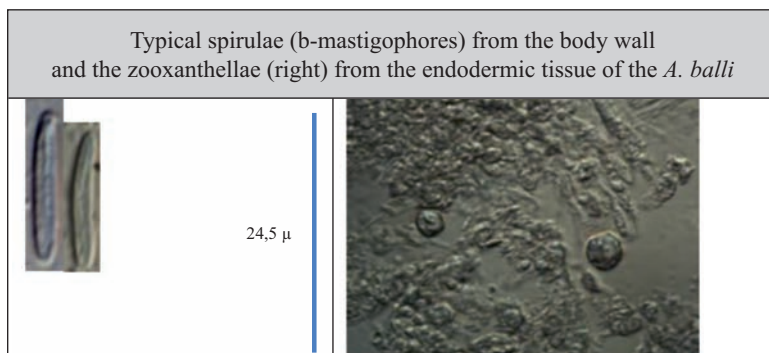 Typical spirulae (b-mastigophores) from the body wall
and the zooxanthellae (right) from the endodermic tissue of the A. balli
24,5 µ